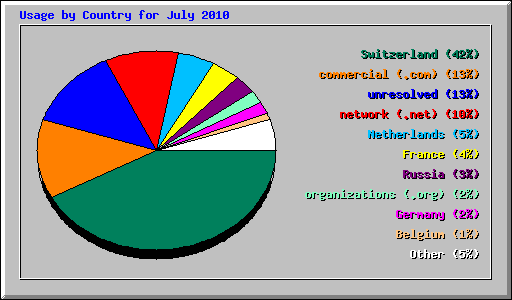 Usage by Country for July 2010
Switzerland (42%)
commercial (.com) (13%)
unresolved (13%)
network (.net) (10%)
Netherlands (5%)
France (4%)
Russia (3%)
organizations (.org) (2%)
Germany (2%)
Belgium (1%)
Other (5%)